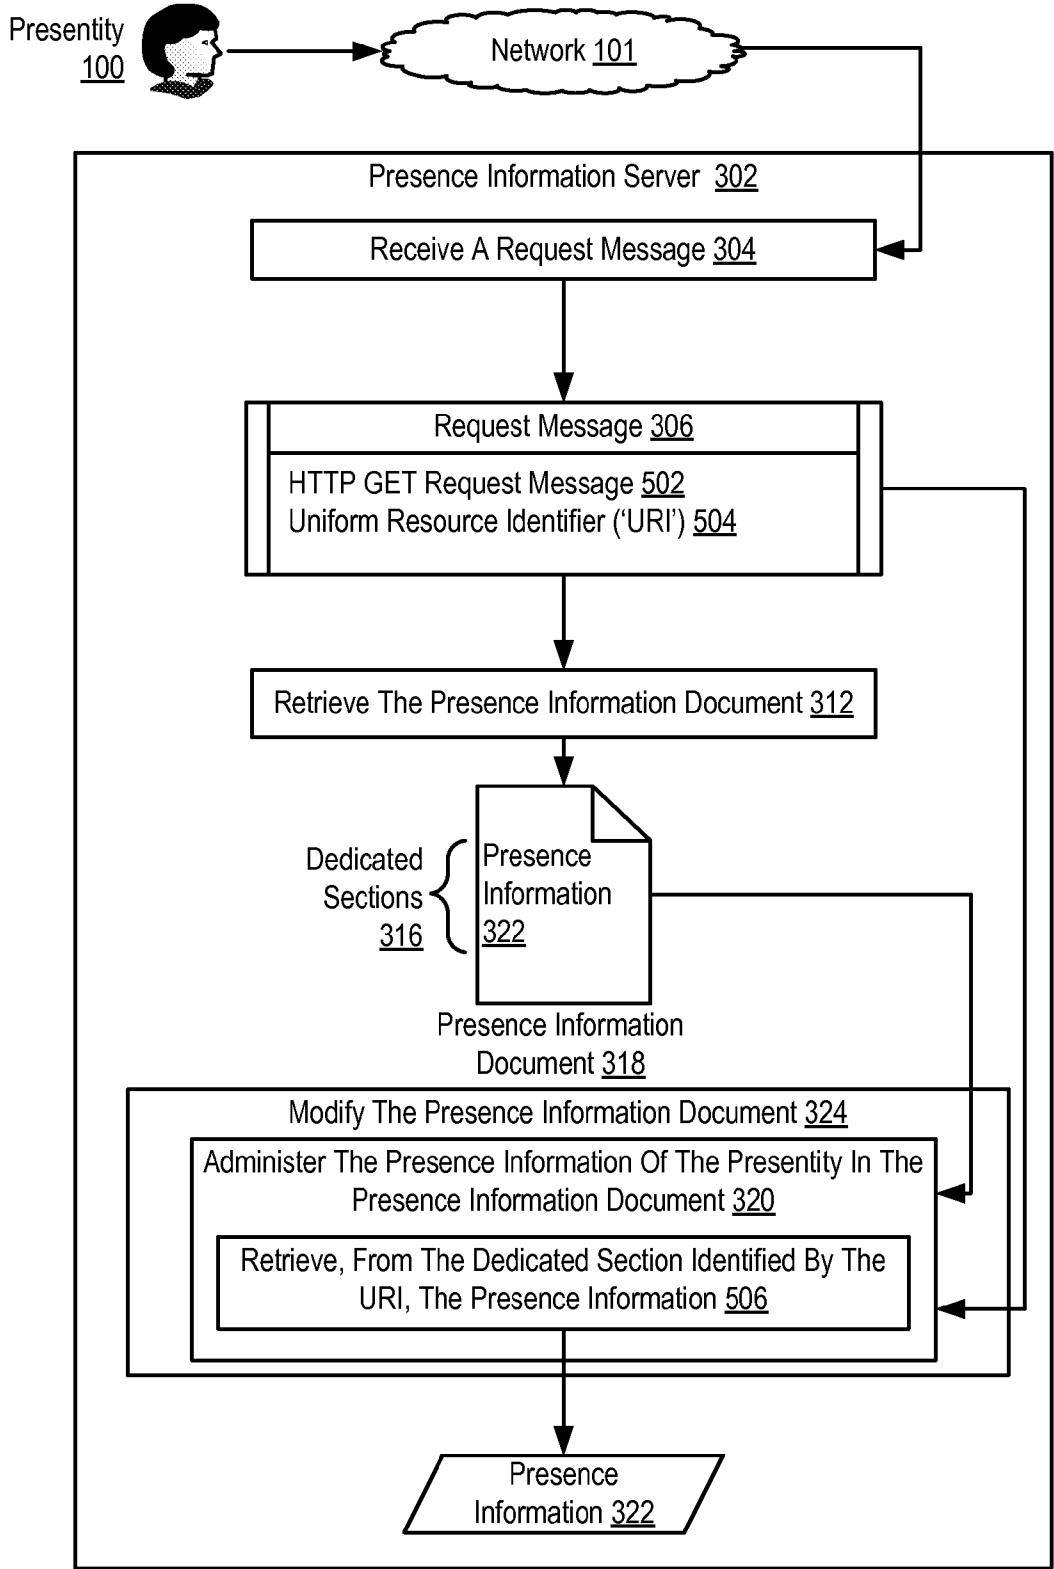 Presentity
100
Network 101
Presence Information Server 302
Receive A Request Message 304
Request Message 306
HTTP GET Request Message 502
Uniform Resource Identifier (‘URI’) 504
Retrieve The Presence Information Document 312
Dedicated
Sections
316
Presence
Information
322
Presence Information
Document 318
Modify The Presence Information Document 324
Administer The Presence Information Of The Presentity In The
Presence Information Document 320
Retrieve, From The Dedicated Section Identified By The
URI, The Presence Information 506
Presence
Information 322